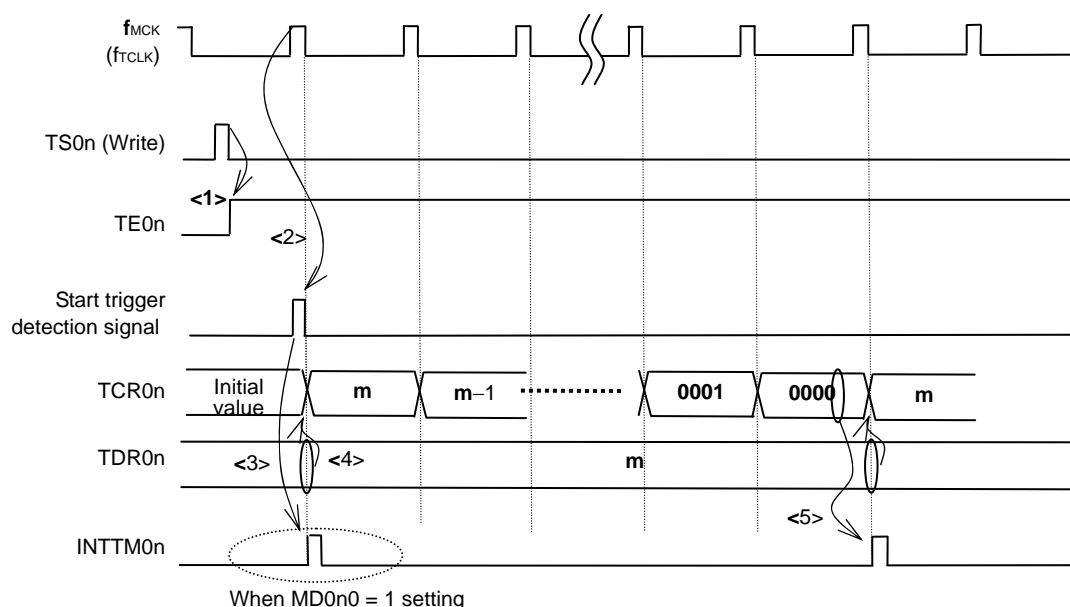 fMCK
(fTCLK)
TS0n (Write)
<1>
TE0n
<2>
Start trigger
detection signal
TCR0n
Initial
value
m
m−1
0001
0000
m
TDR0n
<3>
<4>
m
<5>
INTTM0n
When MD0n0 = 1 setting